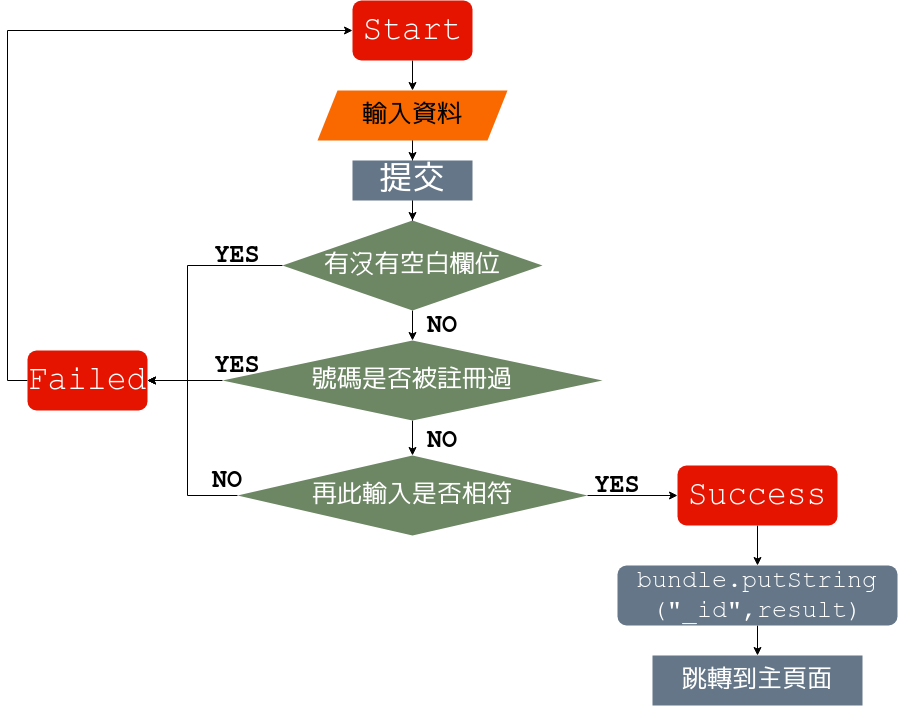 Start
輸入資料
提交
YES
有沒有空白欄位
NO
Failed
YES
號碼是否被註冊過
NO
NO
再此輸入是否相符
YES
Success
bundle.putString
("_id",result)
跳轉到主頁面